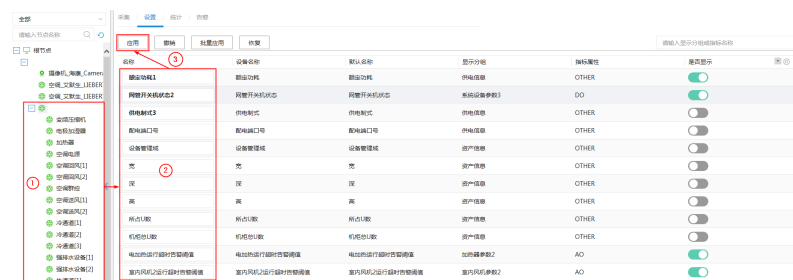 全部
请输入节点名称
采集 设置 统计 告警
应用 撤销 批量应用 恢复
请输入显示分组或指标名称
根节点
摄像机_海康_Camera
空调_艾默生_LIEBER
空调_艾默生_LIEBER
变频压缩机
电极加湿器
加热器
空调电源
空调回风[1]
空调回风[2]
空调群控
空调送风[1]
空调送风[2]
冷通道[1]
冷通道[2]
冷通道[3]
强排水设备[1]
强排水设备[2]
①
②
③
名称 设备名称 默认名称 显示分组 指标属性 是否显示
额定功耗1 额定功耗 额定功耗 供电信息 OTHER
网管开关机状态2 网管开关机状态 网管开关机状态 系统设备参数3 DO
供电制式3 供电制式 供电制式 供电信息 OTHER
配电端口号 配电端口号 配电端口号 供电信息 OTHER
设备管理域 设备管理域 设备管理域 资产信息 OTHER
宽 宽 宽 资产信息 OTHER
深 深 深 资产信息 OTHER
高 高 高 资产信息 OTHER
所占U数 所占U数 所占U数 资产信息 OTHER
机柜总U数 机柜总U数 机柜总U数 资产信息 OTHER
电加热运行超时告警阈值 电加热运行超时告警阈值 电加热运行超时告警阈值 加热器参数2 AO
室内风机2运行超时告警阈值 室内风机2运行超时告警阈值 室内风机2运行超时告警阈值 室内风机参数2 AO